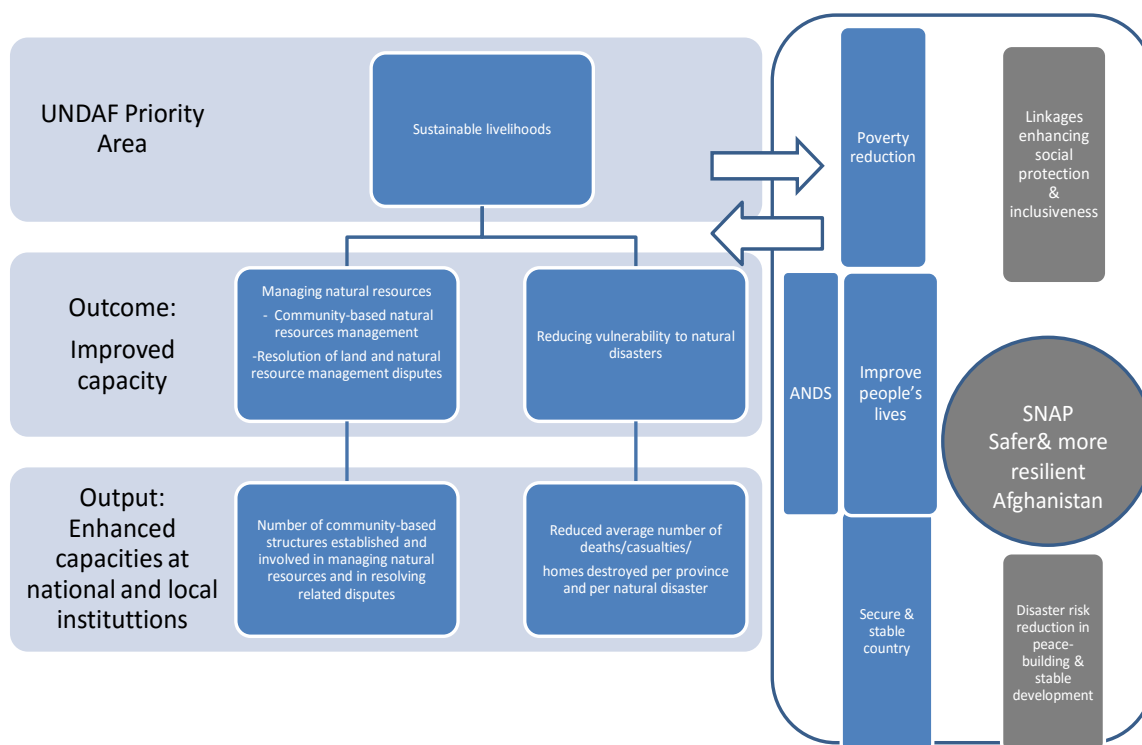 UNDAF Priority
Area
Sustainable livelihoods
Outcome:
Improved
capacity
Managing natural resources
- Community-based natural
resources management
-Resolution of land and natural
resource management disputes
Reducing vulnerability to natural
disasters
Output:
Enhanced
capacities at
national and local
instituttions
Number of community-based
structures established and
involved in managing natural
resources and in resolving
related disputes
Reduced average number of
deaths/casualties/
homes destroyed per province
and per natural disaster
Poverty
reduction
Linkages
enhancing
social
protection
&
inclusiveness
ANDS
Improve
people's
lives
SNAP
Safer& more
resilient
Afghanistan
Secure &
stable
country
Disaster risk
reduction in
peace-
building &
stable
development